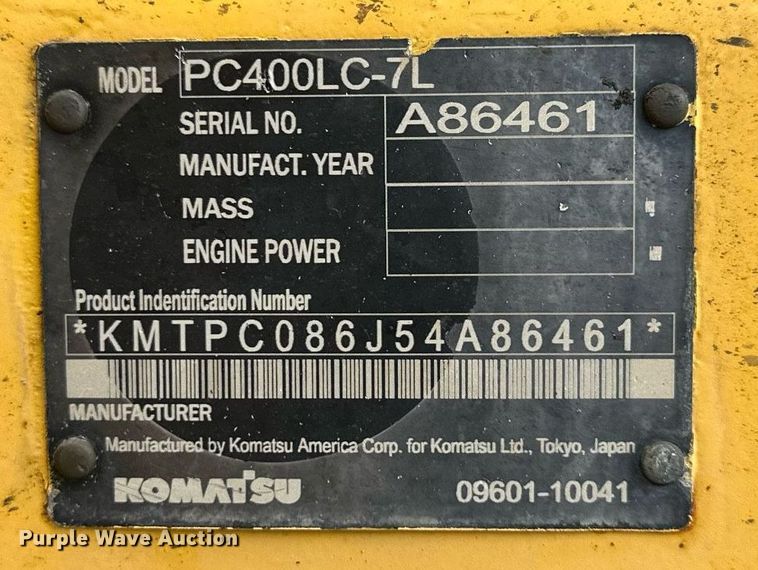 MODEL PC400LC-7L
SERIAL NO. A86461
MANUFACT. YEAR
MASS
ENGINE POWER
Product Indentification Number
*KMTPC086J54A86461*
MANUFACTURER
Manufactured by Komatsu America Corp. for Komatsu Ltd., Tokyo, Japan
KOMATSU 09601-10041
Purple Wave Auction